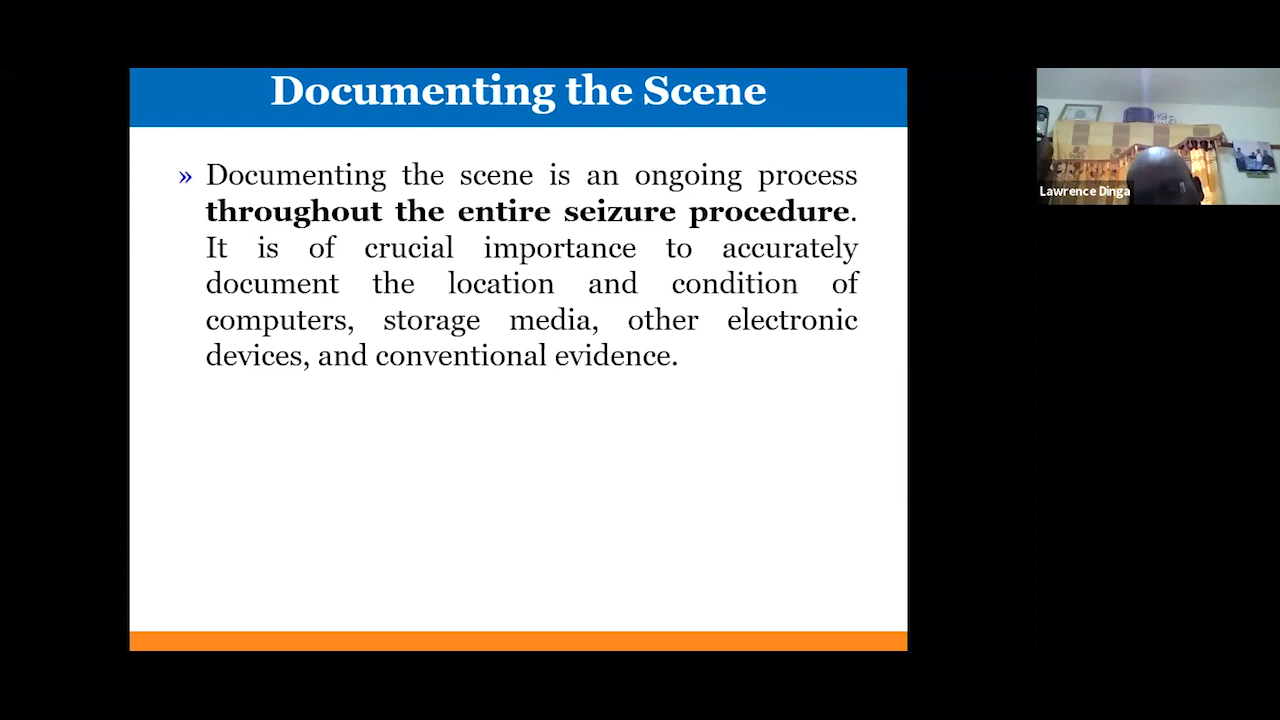 Documenting the Scene
» Documenting the scene is an ongoing process
throughout the entire seizure procedure.
It is of crucial importance to accurately
document the location and condition of
computers, storage media, other electronic
devices, and conventional evidence.
Lawrence Dinga